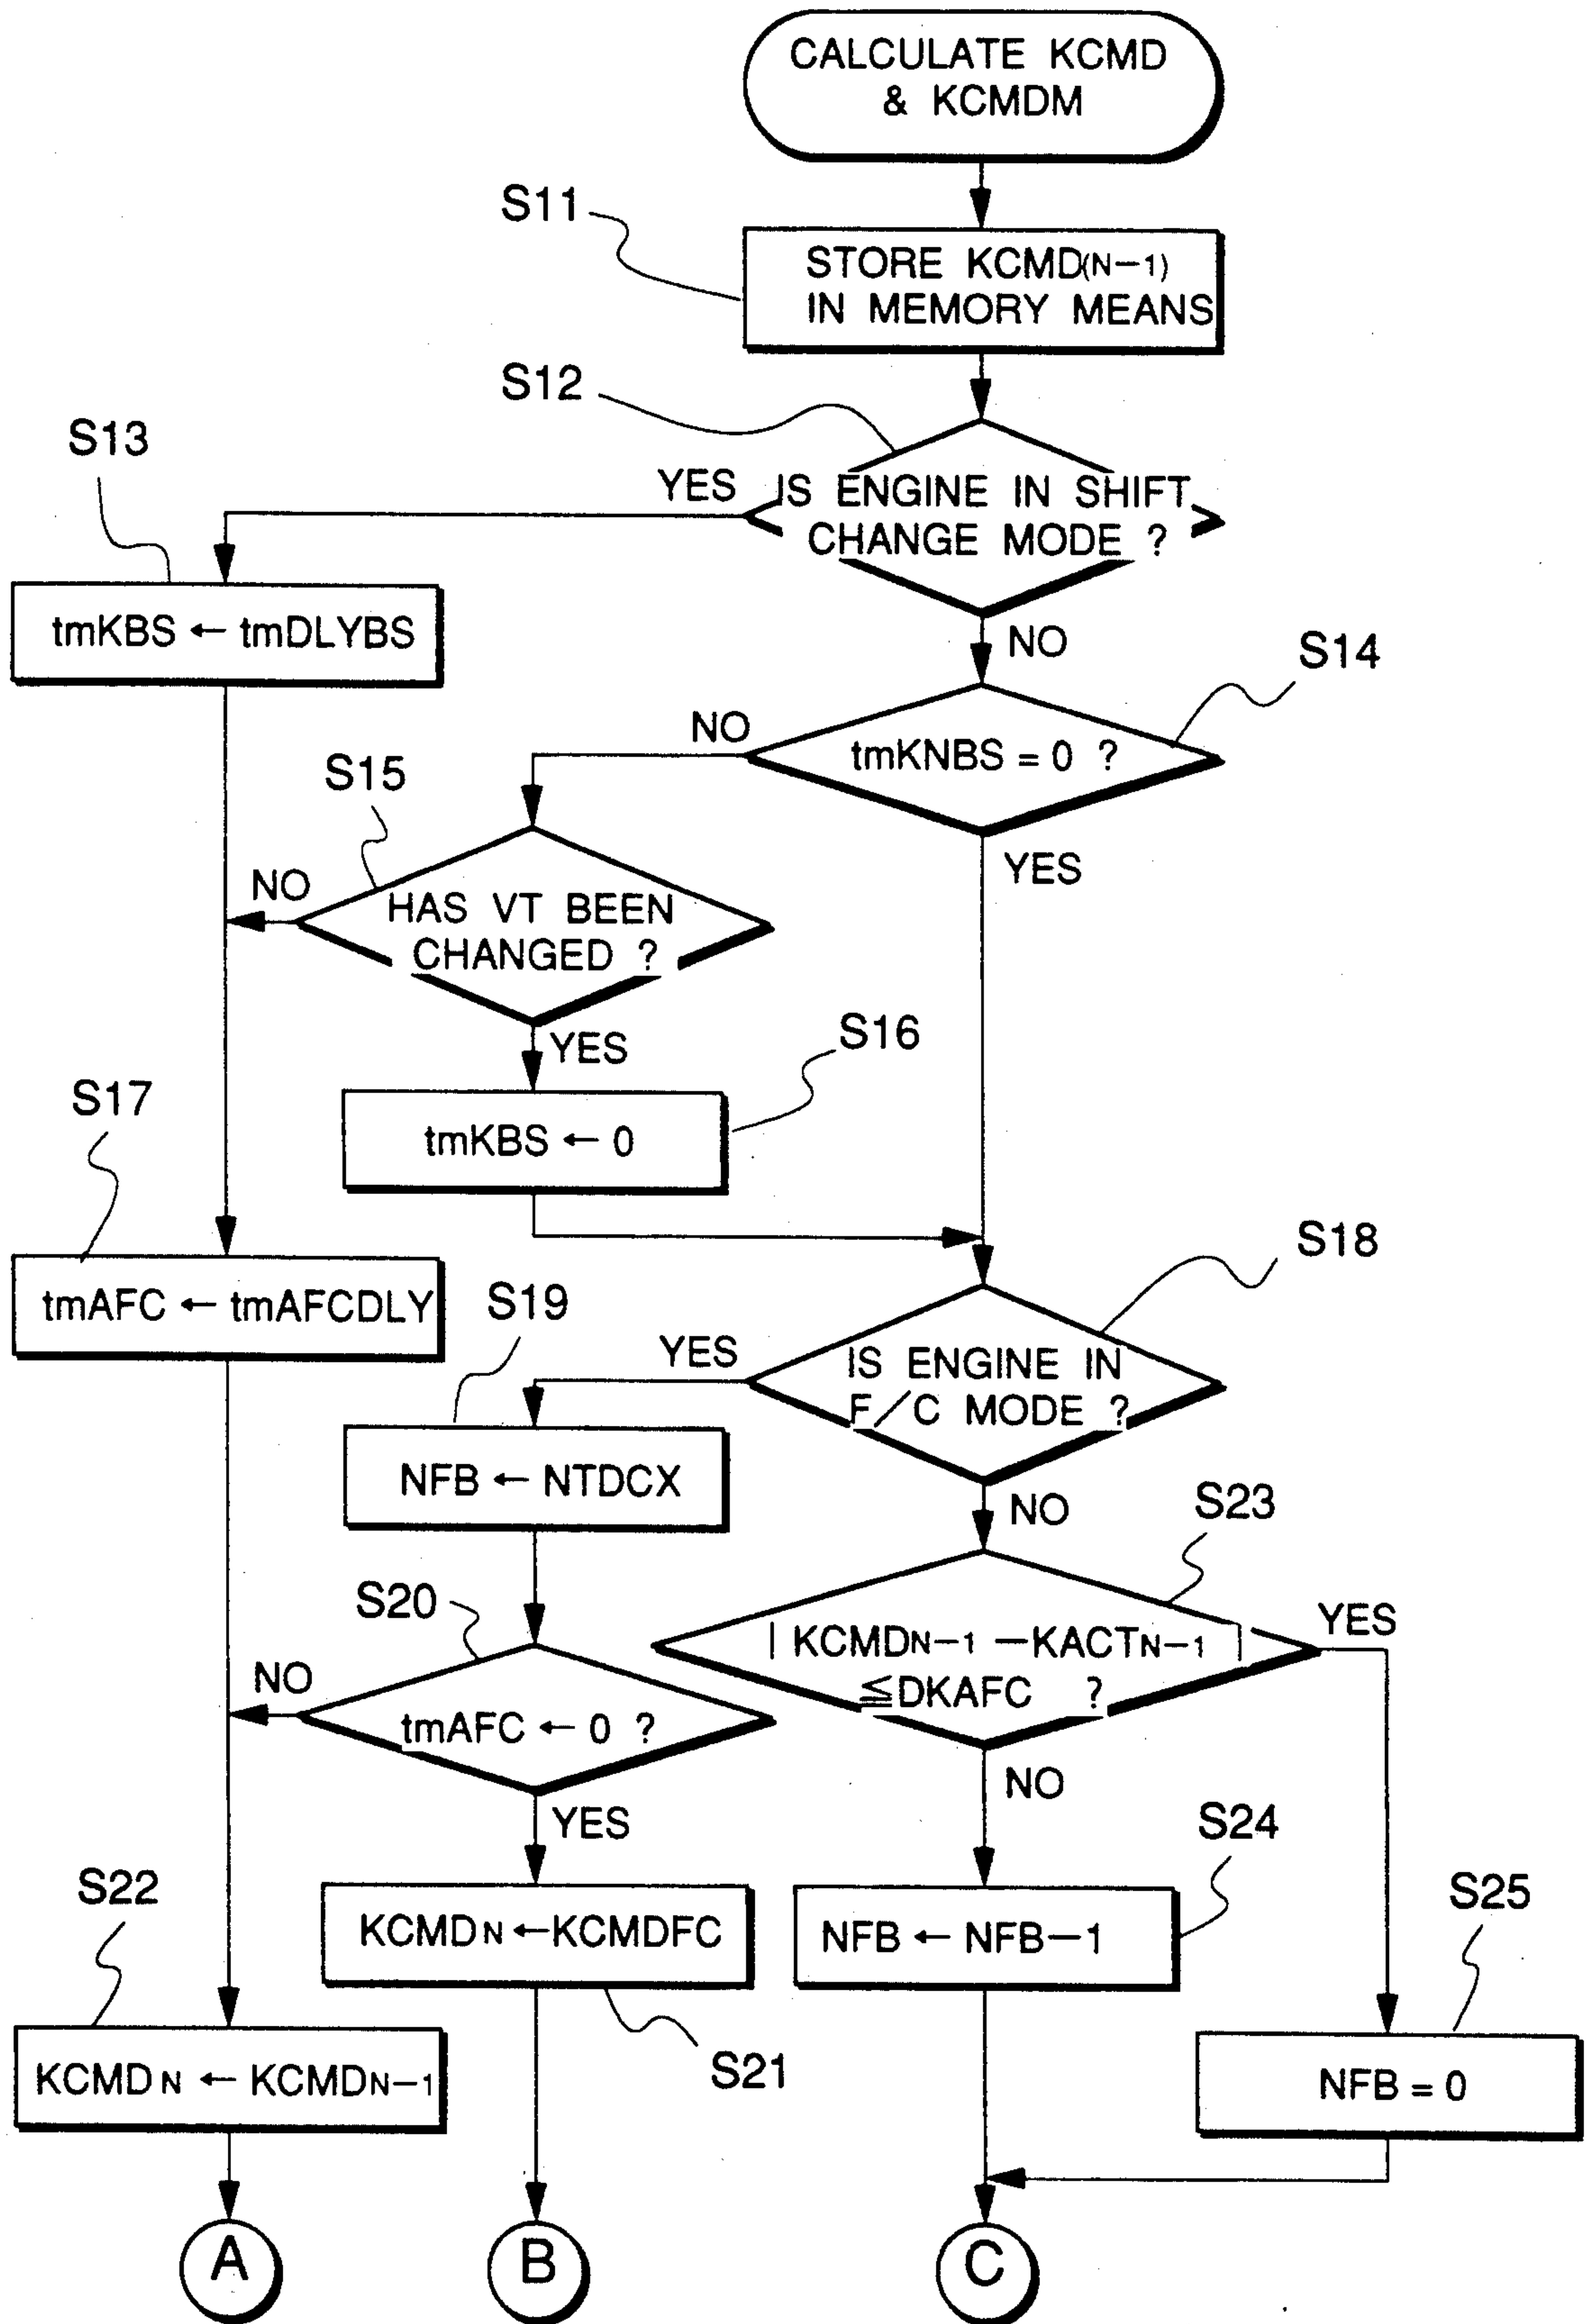 CALCULATE KCMD
& KCMDM
S11
STORE KCMD(N-1)
IN MEMORY MEANS
S12
S13
YES
IS ENGINE IN SHIFT
CHANGE MODE ?
tmKBS ← tmDLYBS
NO
S14
NO
tmKNBS = 0 ?
S15
YES
NO
HAS VT BEEN
CHANGED ?
YES
S16
S17
tmKBS ← 0
S18
tmAFC ← tmAFCDLY
S19
YES
IS ENGINE IN
F/C MODE ?
NFB ← NTDCX
NO
S23
S20
YES
| KCMDN-1 -KACTN-1 |
≦DKAFC ?
NO
tmAFC ← 0 ?
NO
YES
S24
S22
S25
KCMDN ←KCMDFC
NFB ← NFB-1
S21
KCMDN ← KCMDN-1
NFB = 0
A
B
C